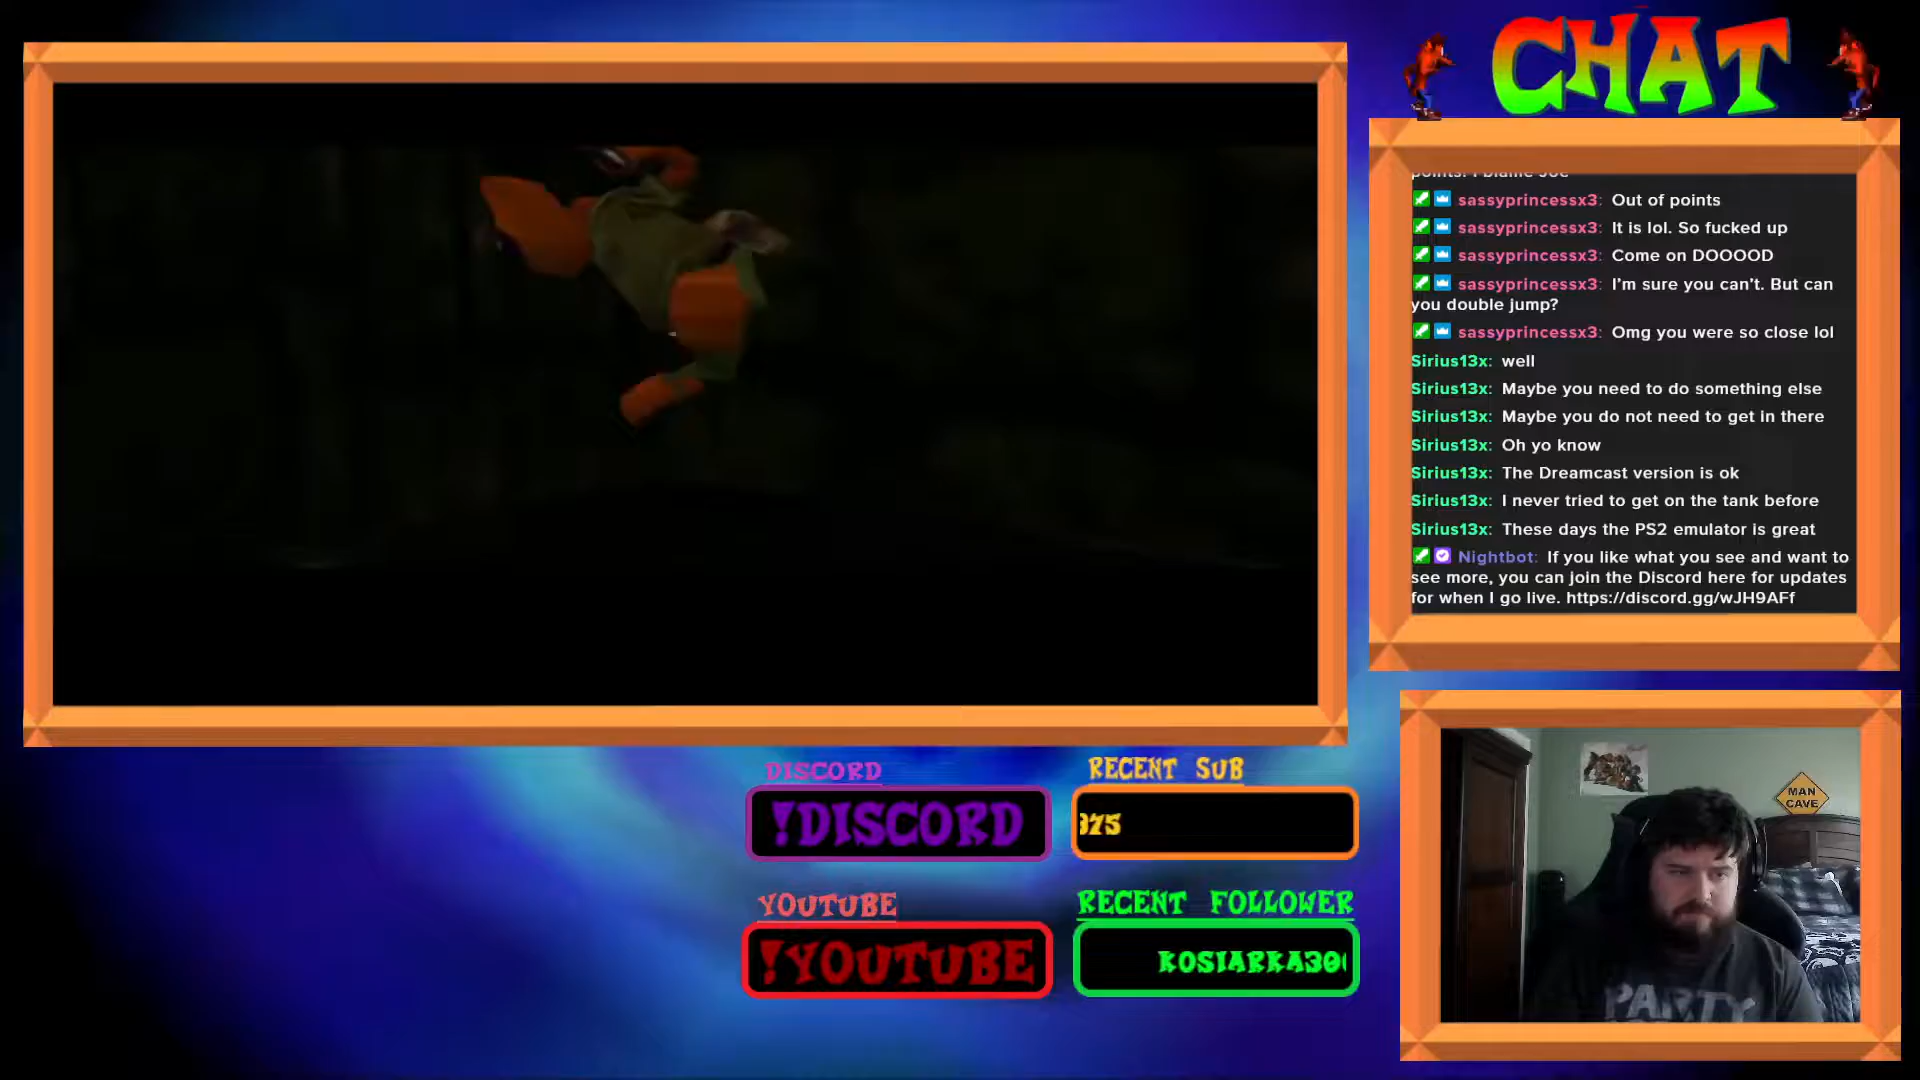 CHAT
sassyprincessx3: Out of points
sassyprincessx3: It is lol. So fucked up
sassyprincessx3: Come on DOOOOD
sassyprincessx3: I'm sure you can't. But can
you double jump?
sassyprincessx3: Omg you were so close lol
Sirius13x: well
Sirius13x: Maybe you need to do something else
Sirius13x: Maybe you do not need to get in there
Sirius13x: Oh yo know
Sirius13x: The Dreamcast version is ok
Sirius13x: I never tried to get on the tank before
Sirius13x: These days the PS2 emulator is great
Nightbot: If you like what you see and want to
see more, you can join the Discord here for updates
for when I go live. https://discord.gg/wJH9AFf
DISCORD
!DISCORD
RECENT SUB
375
YOUTUBE
!YOUTUBE
RECENT FOLLOWER
KOSIARKA30
MAN
CAVE
PARTY